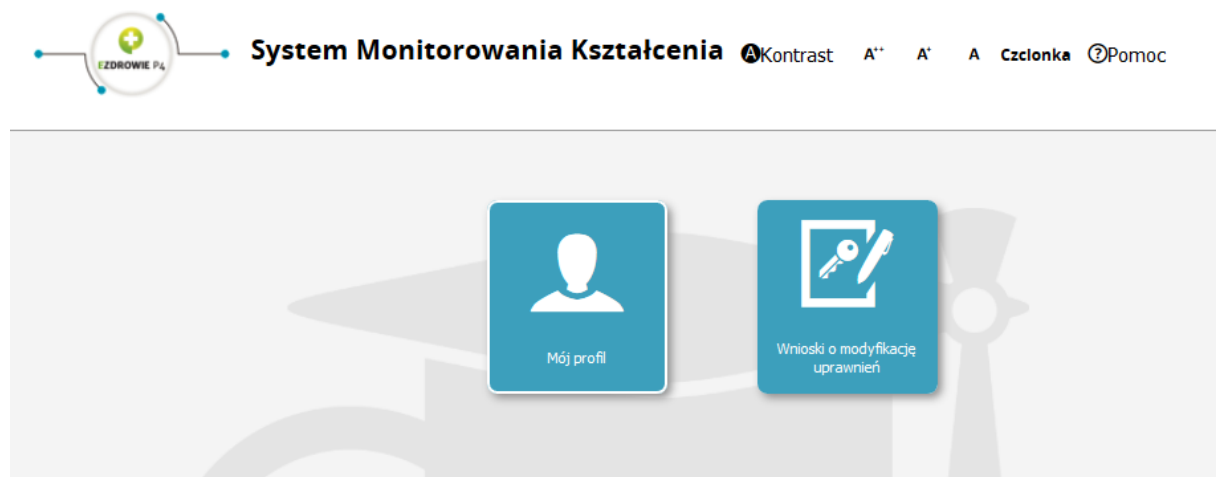 EZDROWIE P4
System Monitorowania Kształcenia
A Kontrast A++ A+ A Czcionka ?Pomoc
Mój profil
Wnioski o modyfikację
uprawnień